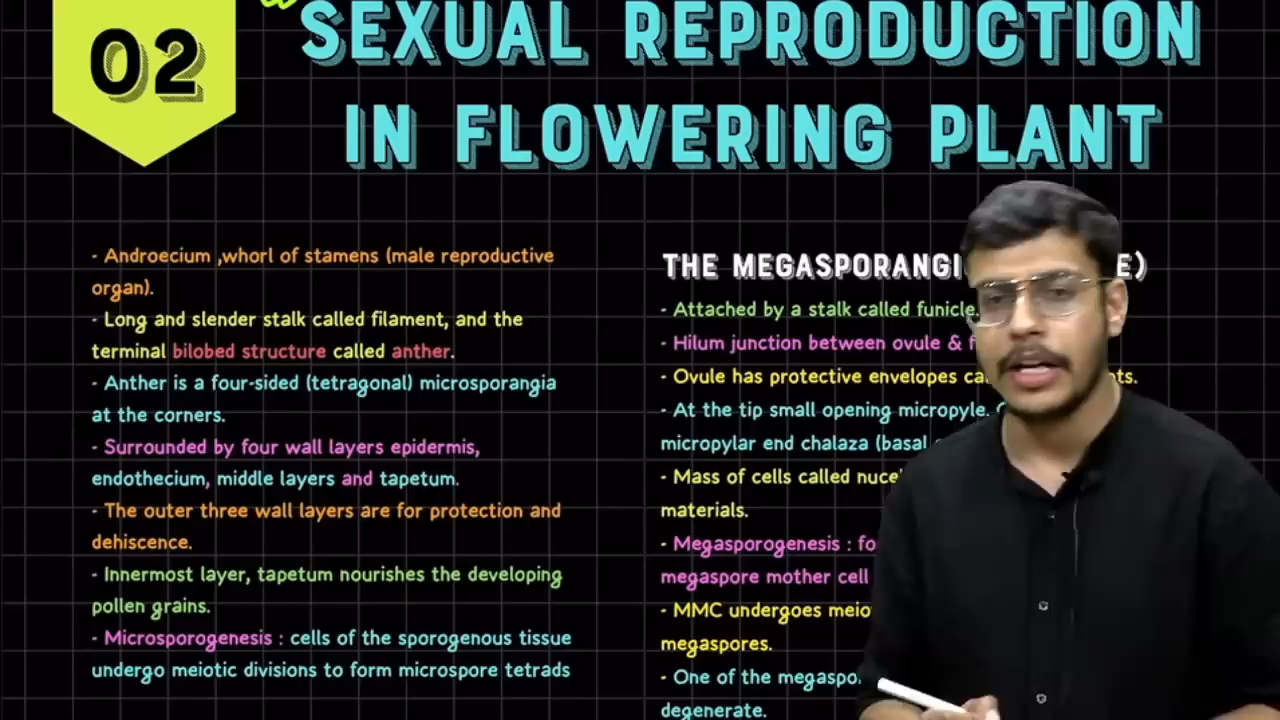 02
SEXUAL REPRODUCTION
IN FLOWERING PLANT
- Androecium ,whorl of stamens (male reproductive
organ).
- Long and slender stalk called filament, and the
terminal bilobed structure called anther.
- Anther is a four-sided (tetragonal) microsporangia
at the corners.
- Surrounded by four wall layers epidermis,
endothecium, middle layers and tapetum.
- The outer three wall layers are for protection and
dehiscence.
- Innermost layer, tapetum nourishes the developing
pollen grains.
- Microsporogenesis : cells of the sporogenous tissue
undergo meiotic divisions to form microspore tetrads
THE
- Attached by a stalk called funicle.
- Hilum junction between ovule &
- Ovule has protective envelopes
- At the tip small opening micropyle.
micropylar end chalaza (basal
- Mass of cells called
materials.
- Megasporogenesis :
megaspore mother cell
- MMC undergoes
megaspores.
- One of the
degenerate.